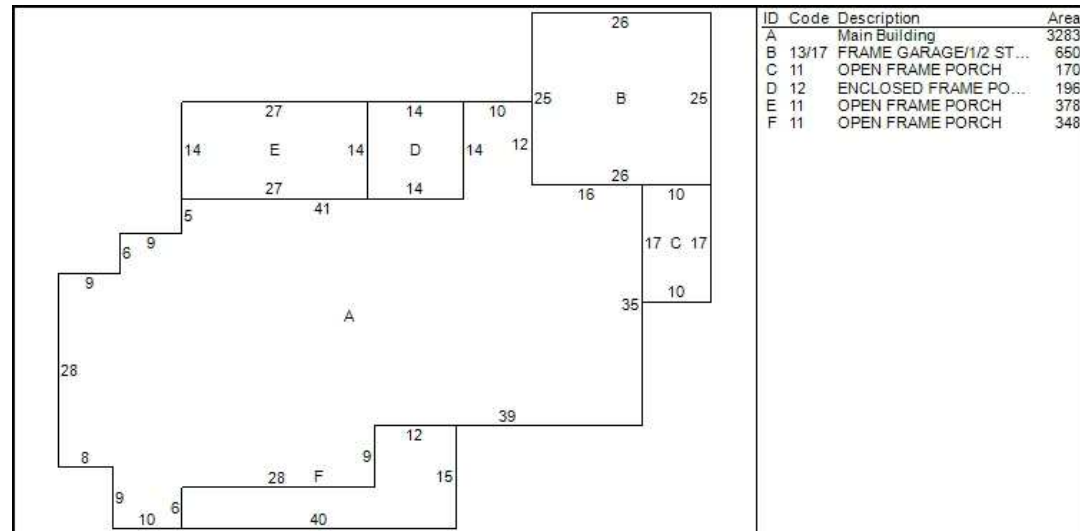 26
25 B 25
26
27
14 E 14
27
14
D 14
14
10
12
16
10
17 C 17
10
41
5
9
6
9
A
35
28
39
12
8
9
28 F
15
9
10
6
40
ID Code Description Area
A Main Building 3283
B 13/17 FRAME GARAGE/1/2 ST... 650
C 11 OPEN FRAME PORCH 170
D 12 ENCLOSED FRAME PO... 196
E 11 OPEN FRAME PORCH 378
F 11 OPEN FRAME PORCH 348